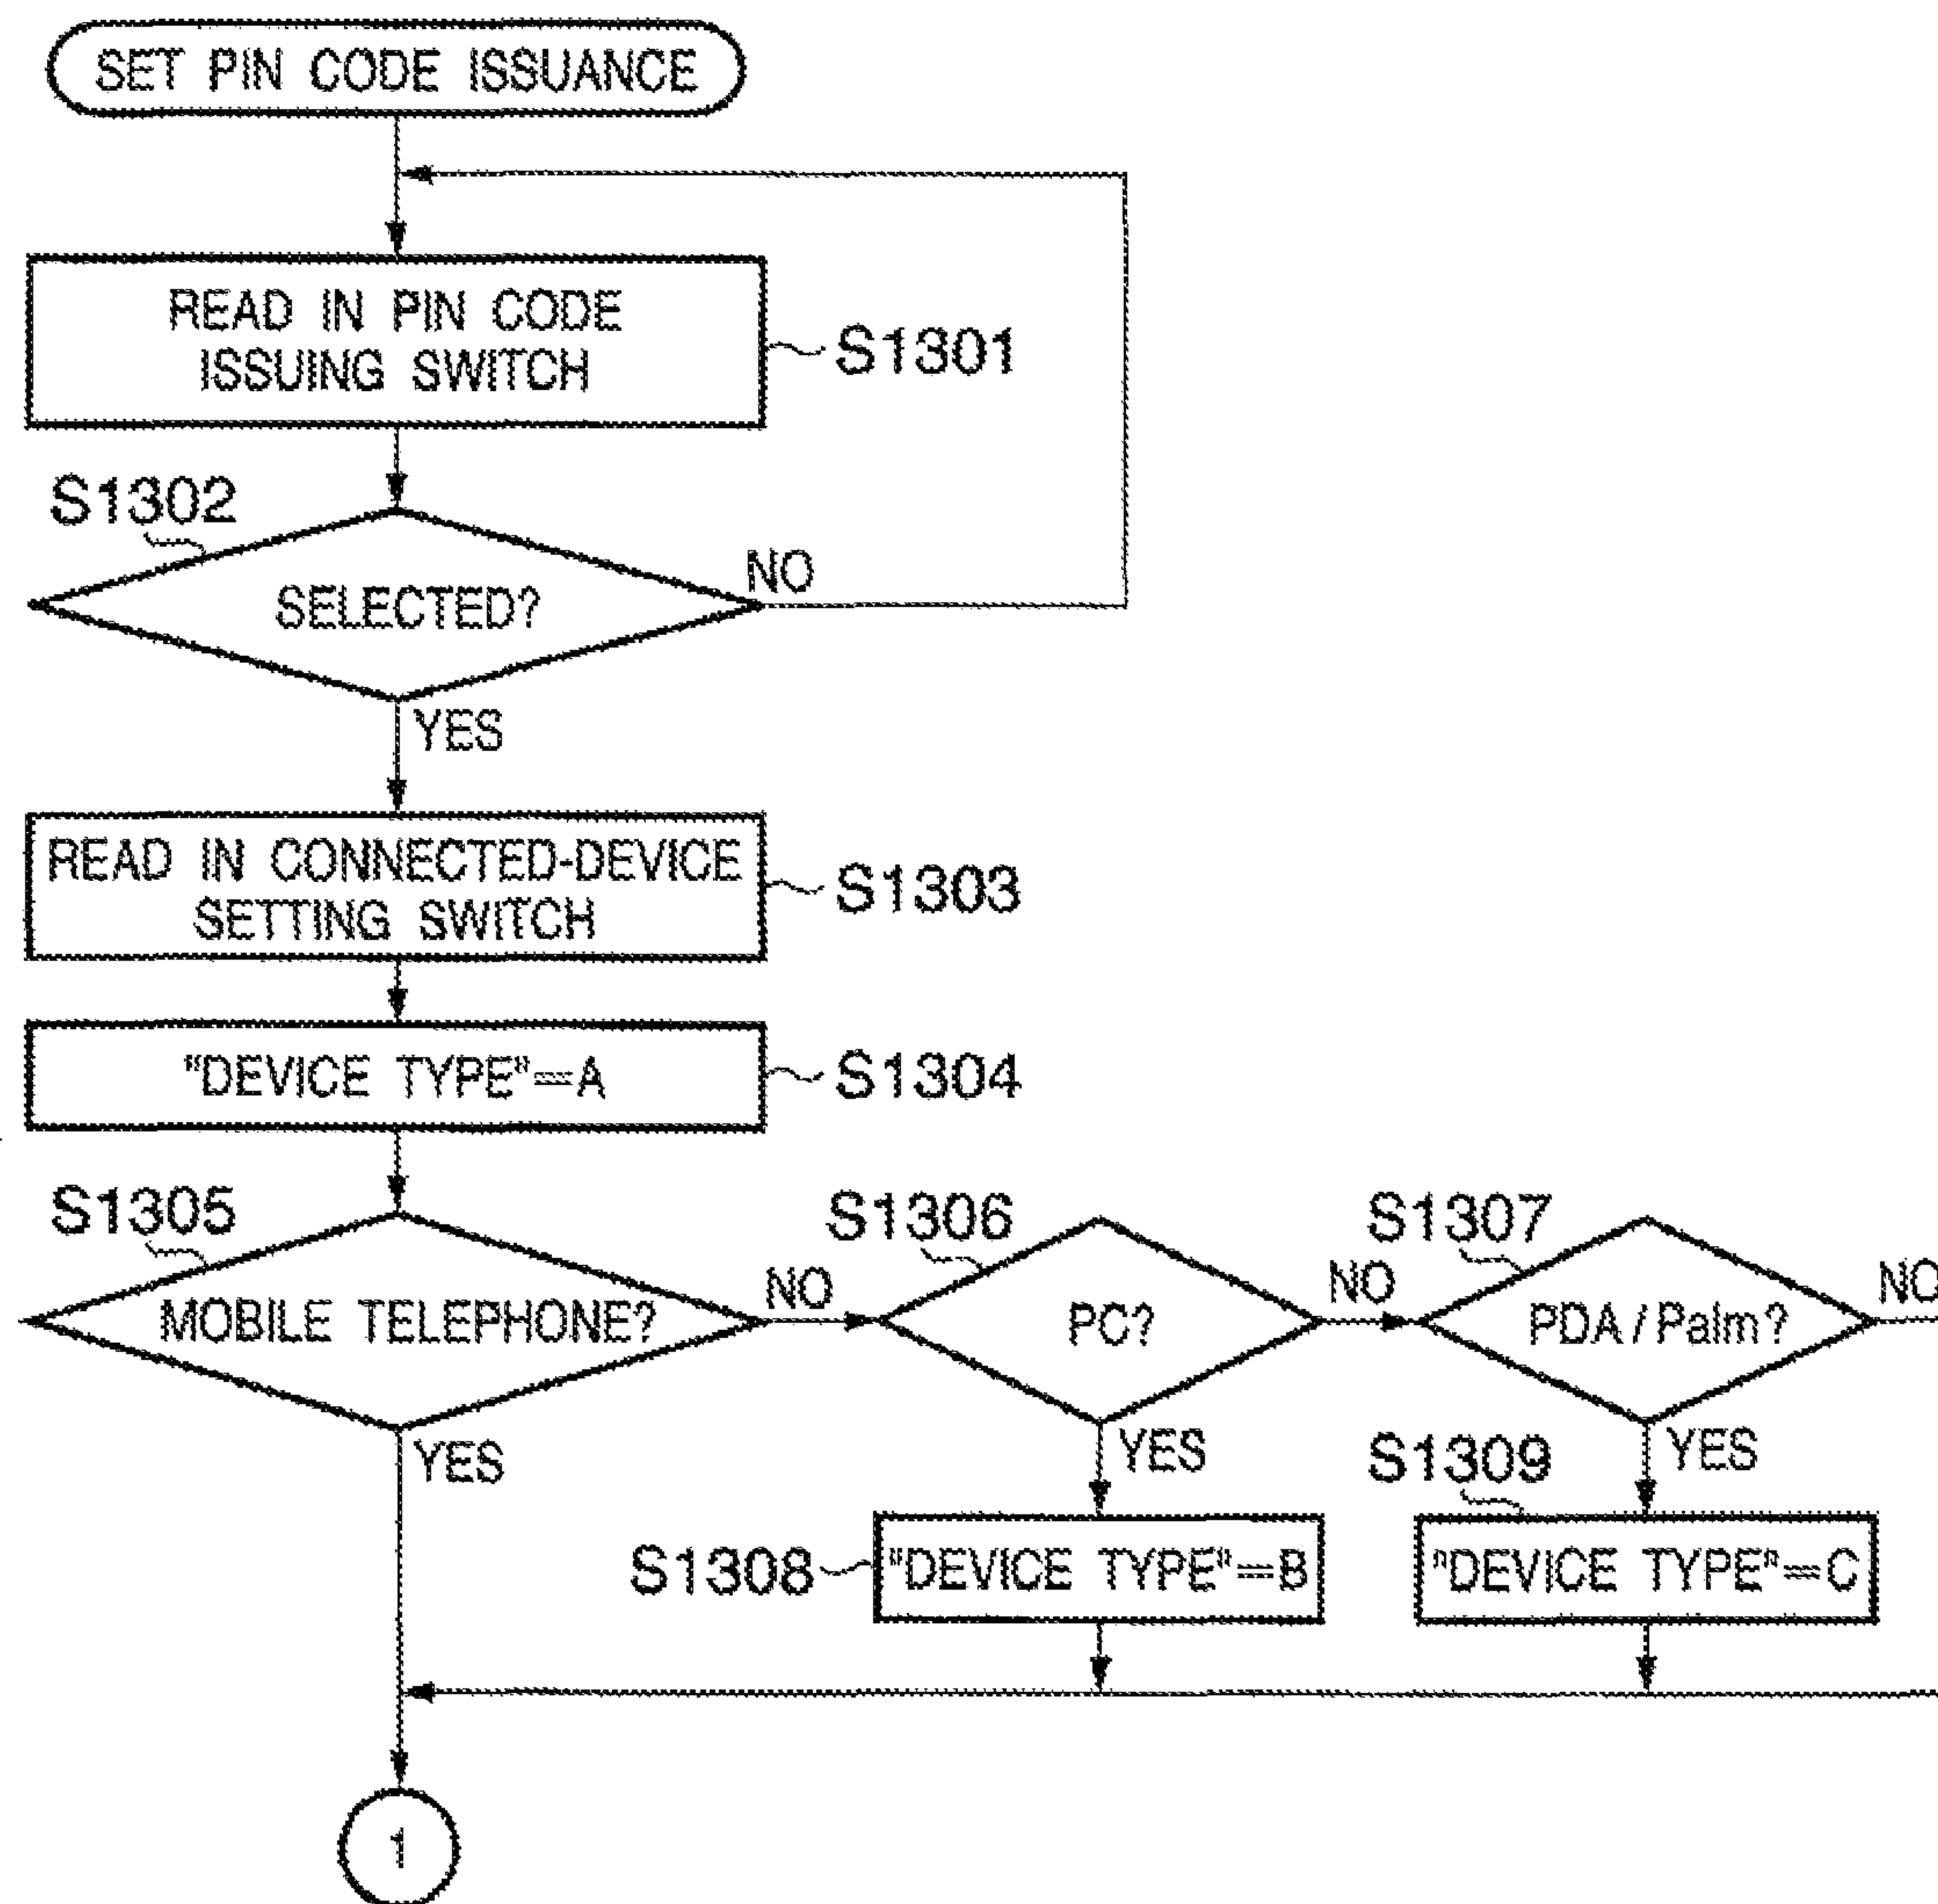 SET PIN CODE ISSUANCE
READ IN PIN CODE
ISSUING SWITCH
S1301
S1302
SELECTED?
NO
YES
READ IN CONNECTED-DEVICE
SETTING SWITCH
S1303
"DEVICE TYPE"=A
S1304
S1305
MOBILE TELEPHONE?
NO
S1306
PC?
NO
S1307
PDA/Palm?
NO
YES
YES
YES
S1308
"DEVICE TYPE"=B
S1309
"DEVICE TYPE"=C
1